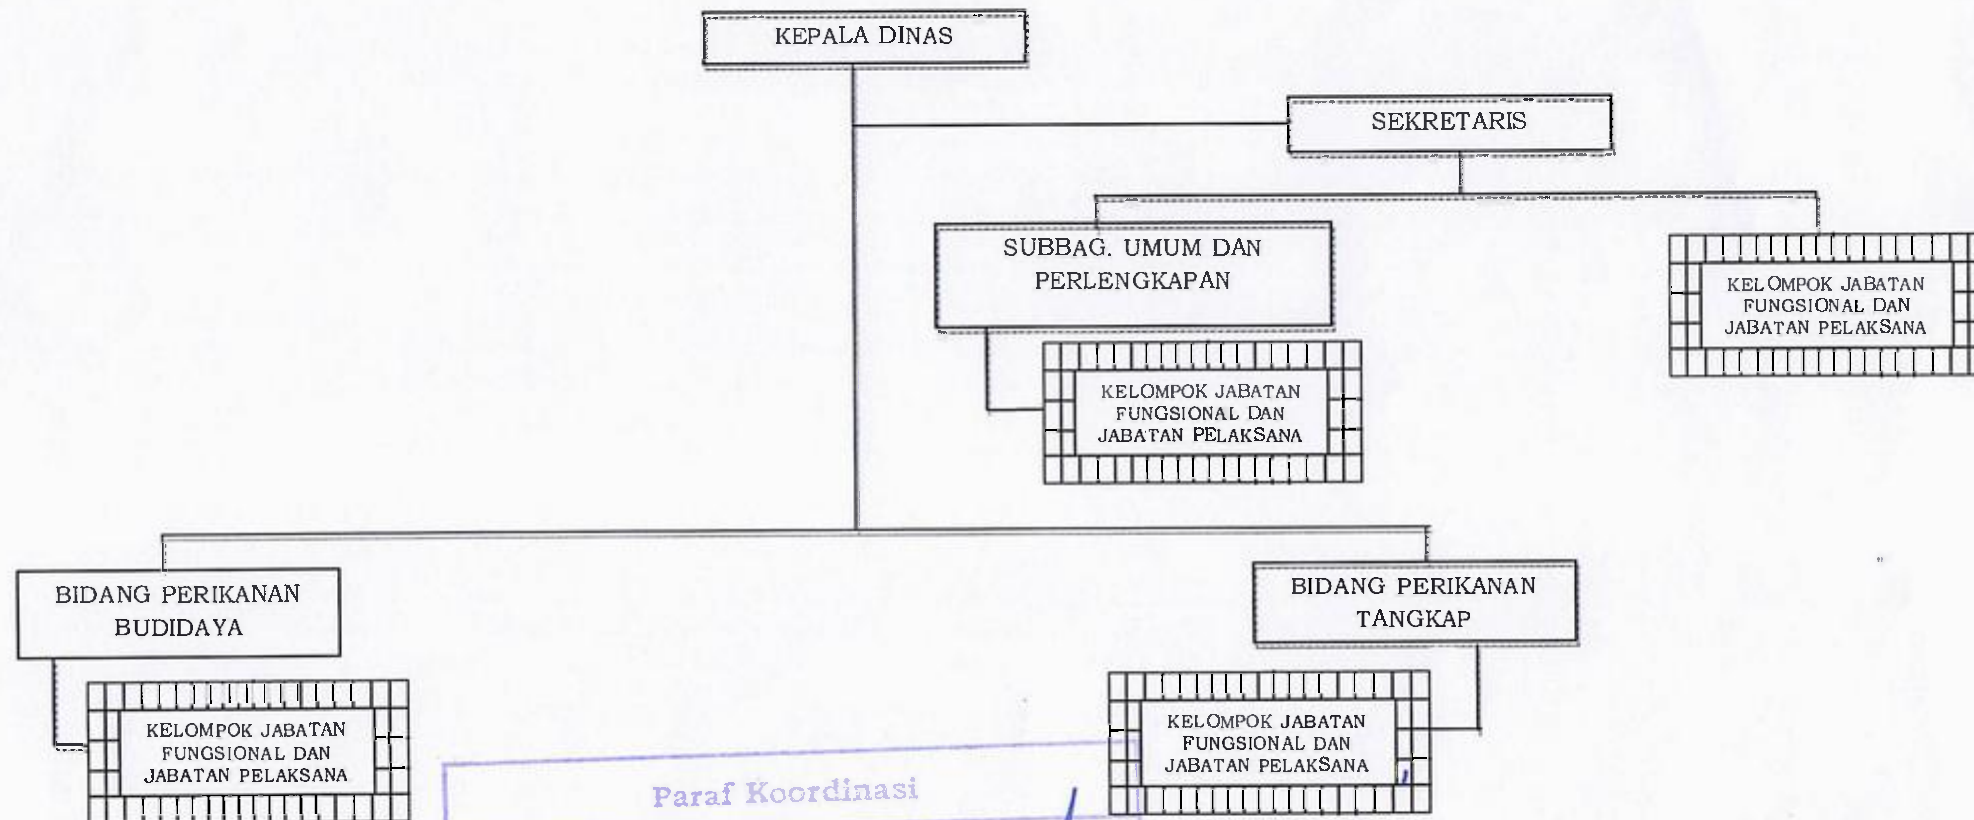 KEPALA DINAS
SEKRETARIS
SUBBAG. UMUM DAN
PERLENGKAPAN
KELOMPOK JABATAN
FUNGSIONAL DAN
JABATAN PELAKSANA
KELOMPOK JABATAN
FUNGSIONAL DAN
JABATAN PELAKSANA
BIDANG PERIKANAN
BUDIDAYA
BIDANG PERIKANAN
TANGKAP
KELOMPOK JABATAN
FUNGSIONAL DAN
JABATAN PELAKSANA
KELOMPOK JABATAN
FUNGSIONAL DAN
JABATAN PELAKSANA
Paraf Koordinasi